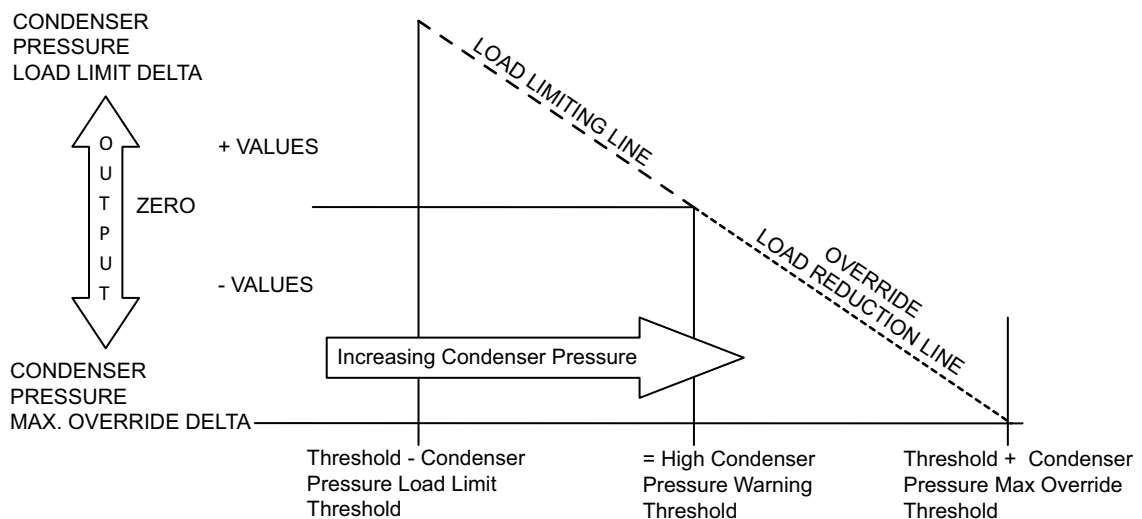 CONDENSER
PRESSURE
LOAD LIMIT DELTA
LOAD LIMITING LINE
+ VALUES
OUTPUT
ZERO
- VALUES
OVERRIDE
LOAD REDUCTION LINE
Increasing Condenser Pressure
CONDENSER
PRESSURE
MAX. OVERRIDE DELTA
Threshold - Condenser
Pressure Load Limit
Threshold
= High Condenser
Pressure Warning
Threshold
Threshold + Condenser
Pressure Max Override
Threshold